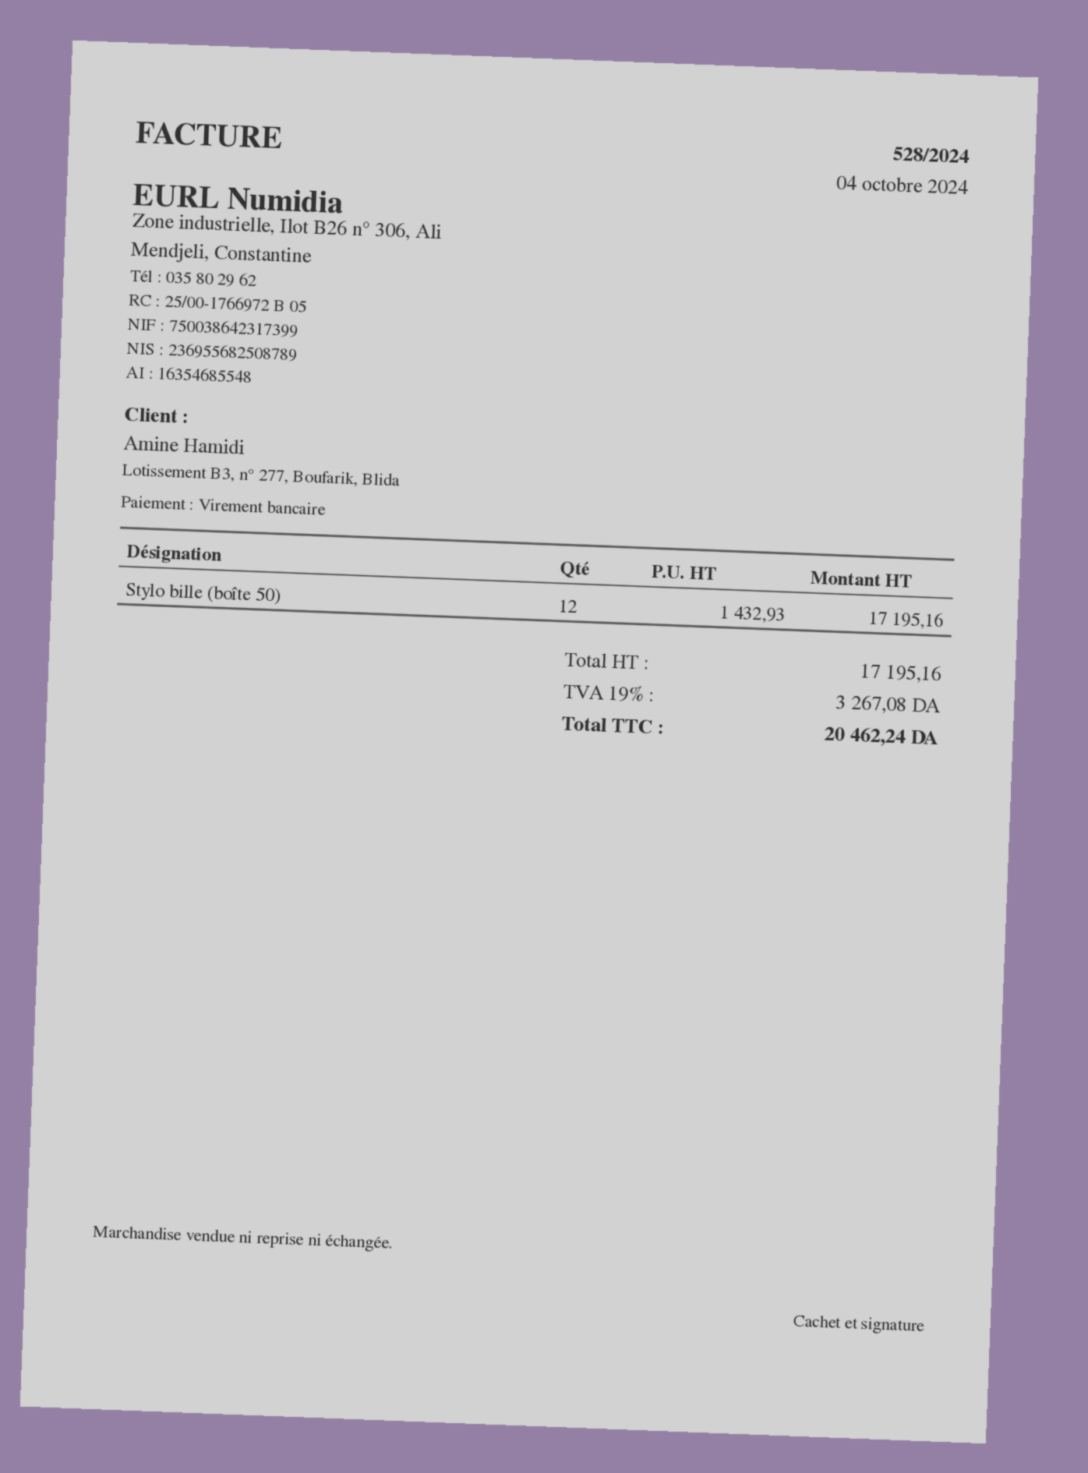 FACTURE
528/2024
04 octobre 2024
EURL Numidia
Zone industrielle, Ilot B26 n° 306, Ali
Mendjeli, Constantine
Tél : 035 80 29 62
RC : 25/00-1766972 B 05
NIF : 750038642317399
NIS : 236955682508789
AI : 16354685548
Client :
Amine Hamidi
Lotissement B3, n° 277, Boufarik, Blida
Paiement : Virement bancaire
Désignation Qté P.U. HT Montant HT
Stylo bille (boîte 50) 12 1 432,93 17 195,16
Total HT : 17 195,16
TVA 19% : 3 267,08 DA
Total TTC : 20 462,24 DA
Marchandise vendue ni reprise ni échangée.
Cachet et signature